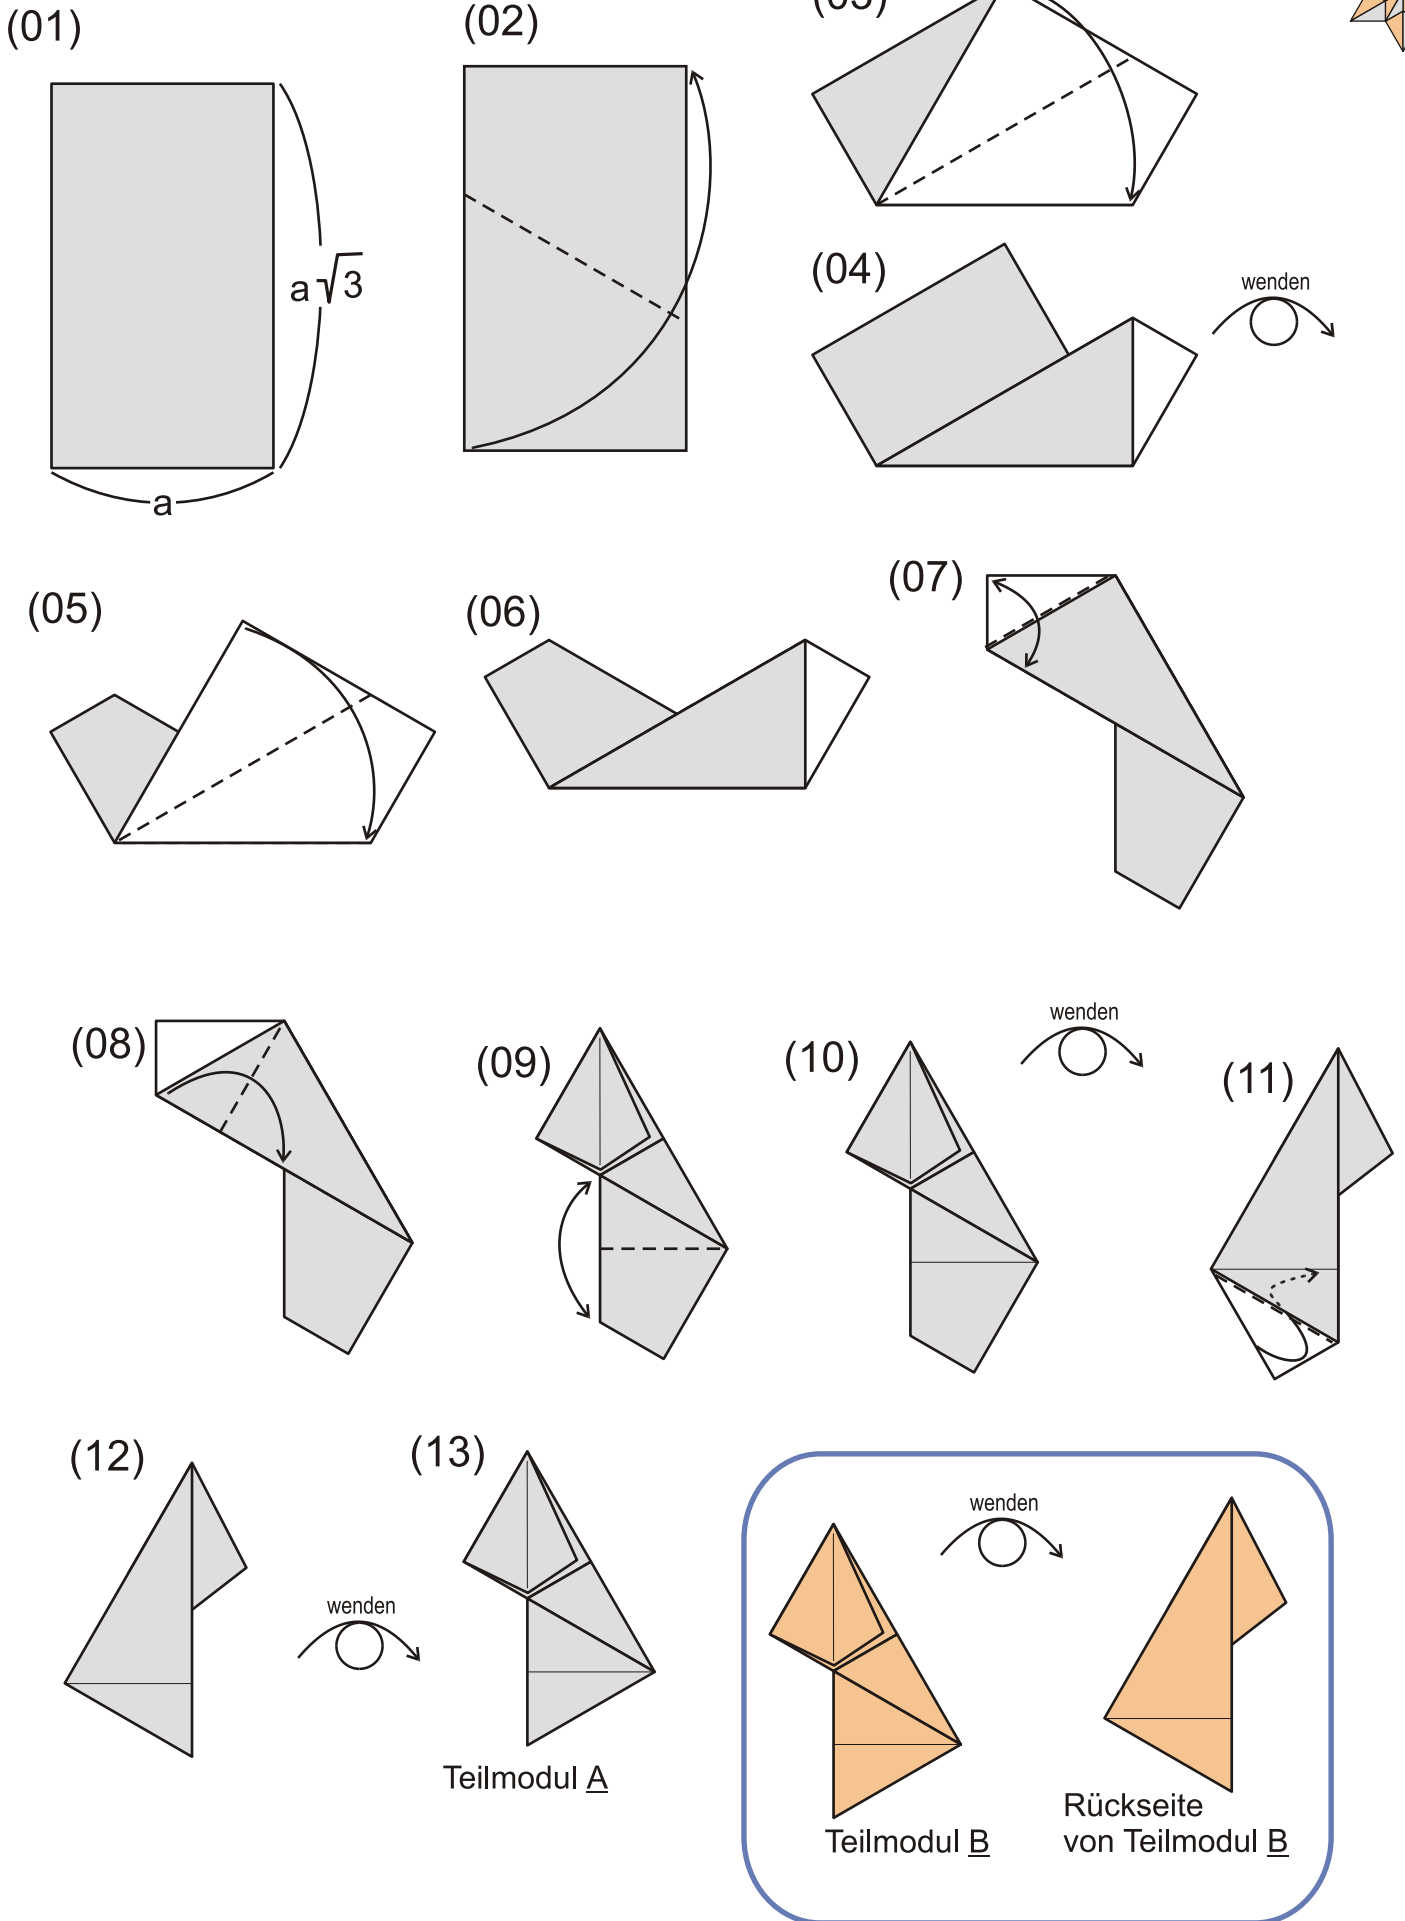 (01)
(02)
(03)
a√3
a
(04)
wenden
(05)
(06)
(07)
(08)
(09)
(10)
wenden
(11)
(12)
wenden
(13)
Teilmodul A
wenden
Teilmodul B
Rückseite
von Teilmodul B